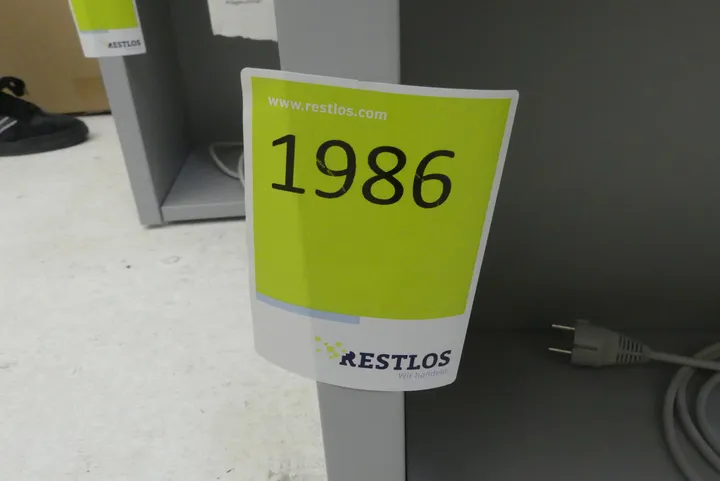 RESTLOS
www.restlos.com
1986
RESTLOS
Wir handeln.